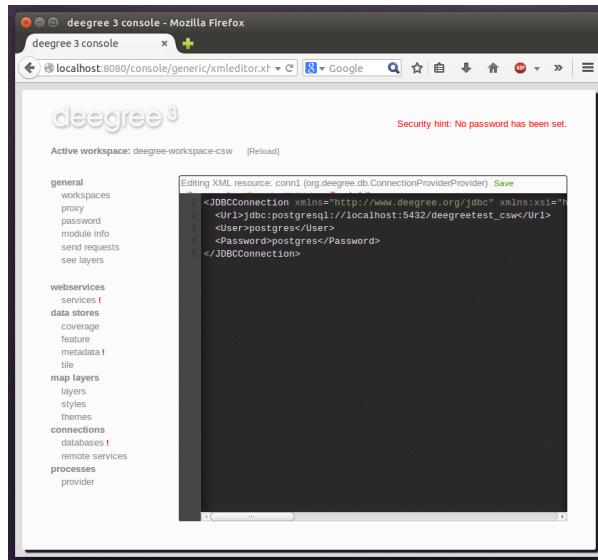 deegree 3 console - Mozilla Firefox
deegree 3 console ×
localhost:8080/console/generic/xmleditor.xh
Google
ABP
deegree 3
Security hint: No password has been set.
Active workspace: deegree-workspace-csw [Reload]
general
workspaces
proxy
password
module info
send requests
see layers
webservices
services !
data stores
coverage
feature
metadata !
tile
map layers
layers
styles
themes
connections
databases !
remote services
processes
provider
Editing XML resource: conn1 (org.deegree.db.ConnectionProviderProvider) Save
1 <JDBCConnection xmlns="http://www.deegree.org/jdbc" xmlns:xsi="h
2 <Url>jdbc:postgresql://localhost:5432/deegreetest_csw</Url>
3 <User>postgres</User>
4 <Password>postgres</Password>
5 </JDBCConnection>